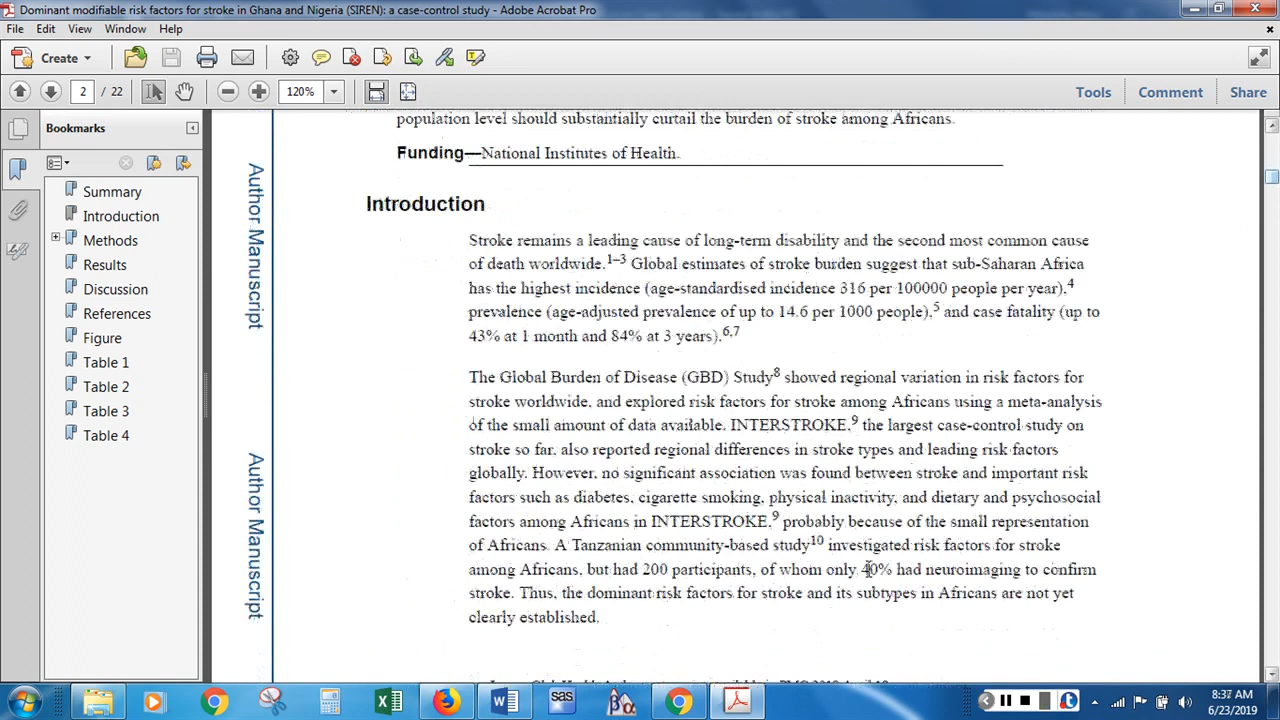 Dominant modifiable risk factors for stroke in Ghana and Nigeria (SIREN): a case-control study - Adobe Acrobat Pro
File Edit View Window Help
Create
2 / 22 120% Tools Comment Share
Bookmarks
Summary
Introduction
Methods
Results
Discussion
References
Figure
Table 1
Table 2
Table 3
Table 4
Author Manuscript
Author Manuscript
population level should substantially curtail the burden of stroke among Africans.
Funding—National Institutes of Health.
Introduction
Stroke remains a leading cause of long-term disability and the second most common cause
of death worldwide.1–3 Global estimates of stroke burden suggest that sub-Saharan Africa
has the highest incidence (age-standardised incidence 316 per 100000 people per year),4
prevalence (age-adjusted prevalence of up to 14.6 per 1000 people),5 and case fatality (up to
43% at 1 month and 84% at 3 years).6,7
The Global Burden of Disease (GBD) Study8 showed regional variation in risk factors for
stroke worldwide, and explored risk factors for stroke among Africans using a meta-analysis
of the small amount of data available. INTERSTROKE,9 the largest case-control study on
stroke so far, also reported regional differences in stroke types and leading risk factors
globally. However, no significant association was found between stroke and important risk
factors such as diabetes, cigarette smoking, physical inactivity, and dietary and psychosocial
factors among Africans in INTERSTROKE,9 probably because of the small representation
of Africans. A Tanzanian community-based study10 investigated risk factors for stroke
among Africans, but had 200 participants, of whom only 40% had neuroimaging to confirm
stroke. Thus, the dominant risk factors for stroke and its subtypes in Africans are not yet
clearly established.
sas
βα
8:37 AM
6/23/2019